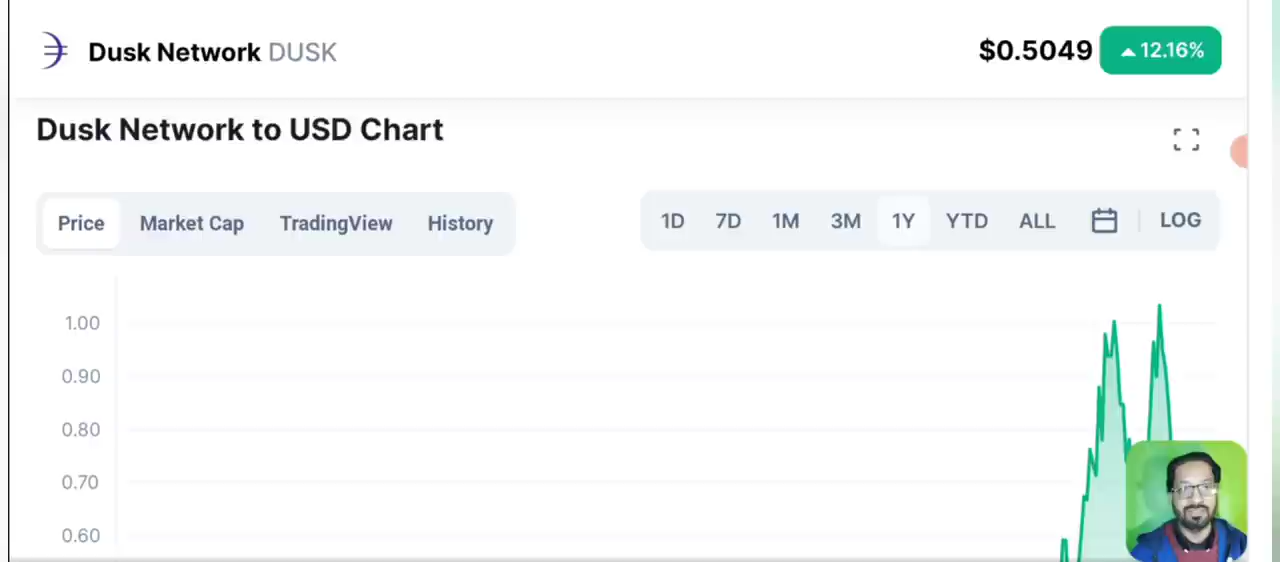 Dusk Network DUSK $0.5049 12.16%
Dusk Network to USD Chart
Price Market Cap TradingView History 1D 7D 1M 3M 1Y YTD ALL LOG
1.00
0.90
0.80
0.70
0.60